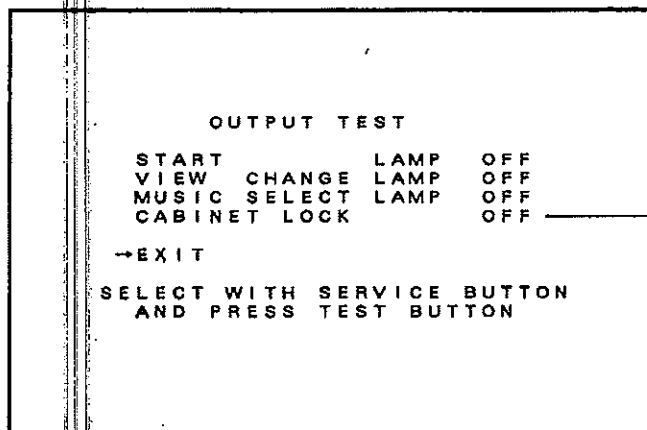 OUTPUT TEST
START LAMP OFF
VIEW CHANGE LAMP OFF
MUSIC SELECT LAMP OFF
CABINET LOCK OFF
→EXIT
SELECT WITH SERVICE BUTTON
AND PRESS TEST BUTTON